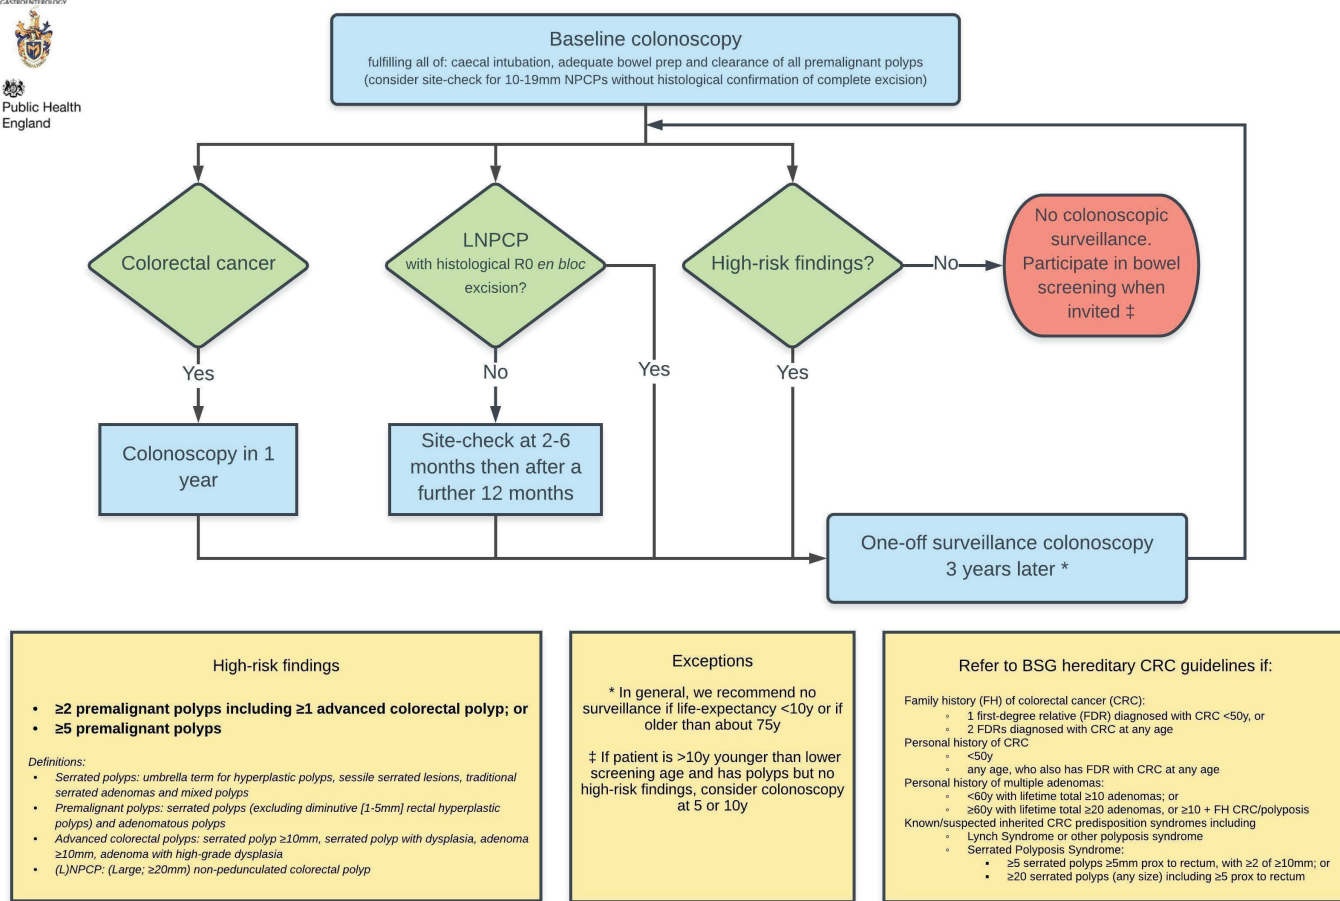 GASTROENTEROLOGY
Public Health
England
Baseline colonoscopy
fulfilling all of: caecal intubation, adequate bowel prep and clearance of all premalignant polyps
(consider site-check for 10-19mm NPCPs without histological confirmation of complete excision)
Colorectal cancer
LNPCP
with histological R0 en bloc
excision?
High-risk findings?
No
No colonoscopic
surveillance.
Participate in bowel
screening when
invited ‡
Yes
No
Yes
Yes
Colonoscopy in 1
year
Site-check at 2-6
months then after a
further 12 months
One-off surveillance colonoscopy
3 years later *
High-risk findings
• ≥2 premalignant polyps including ≥1 advanced colorectal polyp; or
• ≥5 premalignant polyps
Definitions:
• Serrated polyps: umbrella term for hyperplastic polyps, sessile serrated lesions, traditional
serrated adenomas and mixed polyps
• Premalignant polyps: serrated polyps (excluding diminutive [1-5mm] rectal hyperplastic
polyps) and adenomatous polyps
• Advanced colorectal polyps: serrated polyp ≥10mm, serrated polyp with dysplasia, adenoma
≥10mm, adenoma with high-grade dysplasia
• (L)NPCP: (Large; ≥20mm) non-pedunculated colorectal polyp
Exceptions
* In general, we recommend no
surveillance if life-expectancy <10y or if
older than about 75y
‡ If patient is >10y younger than lower
screening age and has polyps but no
high-risk findings, consider colonoscopy
at 5 or 10y
Refer to BSG hereditary CRC guidelines if:
Family history (FH) of colorectal cancer (CRC):
◦ 1 first-degree relative (FDR) diagnosed with CRC <50y, or
◦ 2 FDRs diagnosed with CRC at any age
Personal history of CRC
◦ <50y
◦ any age, who also has FDR with CRC at any age
Personal history of multiple adenomas:
◦ <60y with lifetime total ≥10 adenomas; or
◦ ≥60y with lifetime total ≥20 adenomas, or ≥10 + FH CRC/polyposis
Known/suspected inherited CRC predisposition syndromes including
◦ Lynch Syndrome or other polyposis syndrome
◦ Serrated Polyposis Syndrome:
▪ ≥5 serrated polyps ≥5mm prox to rectum, with ≥2 of ≥10mm; or
▪ ≥20 serrated polyps (any size) including ≥5 prox to rectum